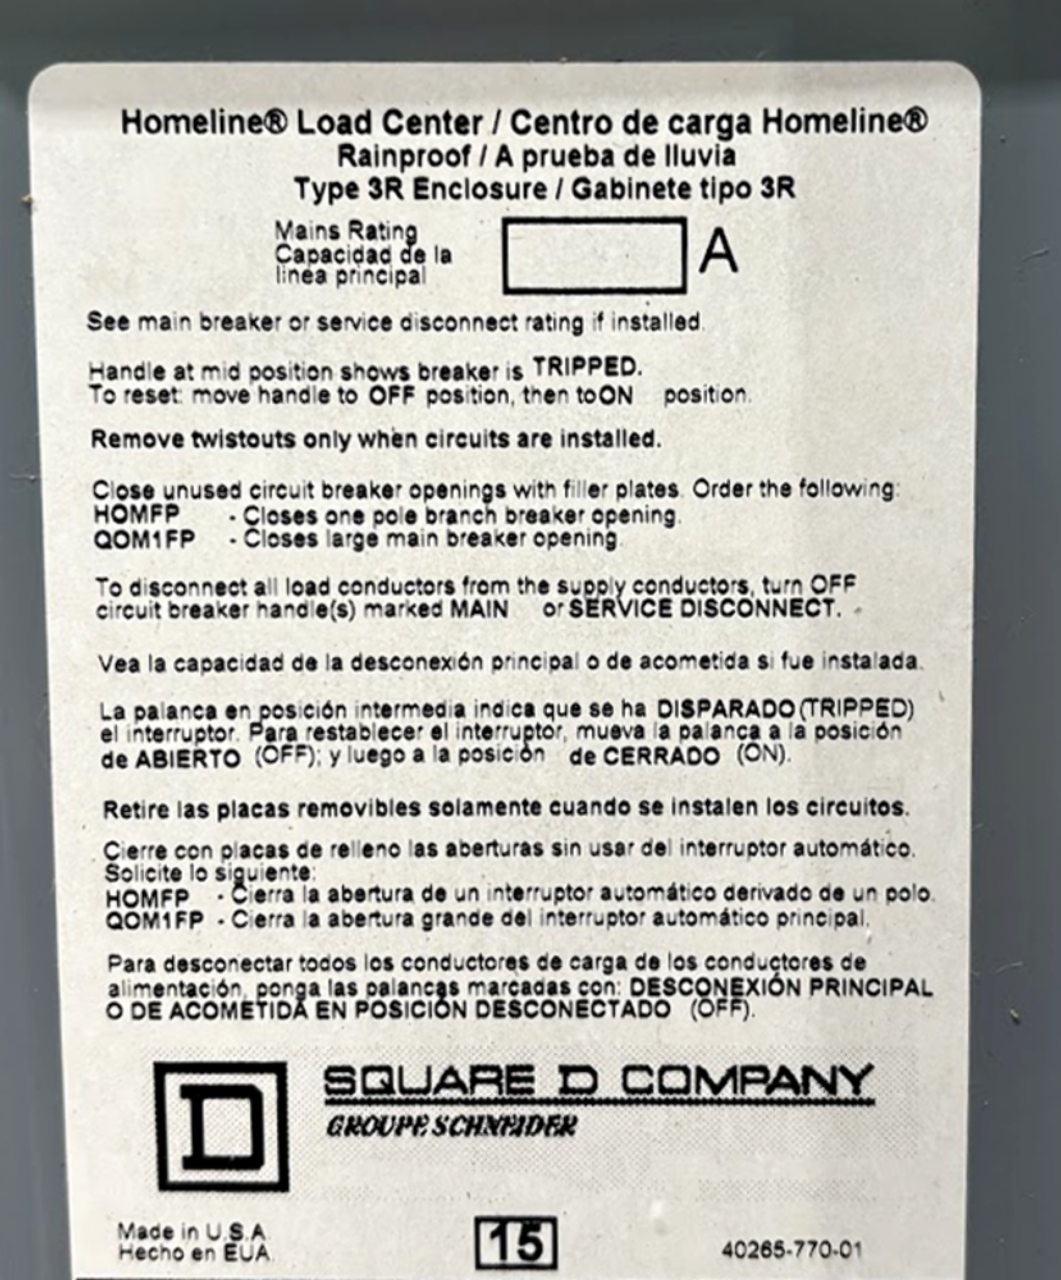 Homeline® Load Center / Centro de carga Homeline®
Rainproof / A prueba de lluvia
Type 3R Enclosure / Gabinete tipo 3R
Mains Rating
Capacidad de la
línea principal
A
See main breaker or service disconnect rating if installed.
Handle at mid position shows breaker is TRIPPED.
To reset: move handle to OFF position, then to ON position.
Remove twistouts only when circuits are installed.
Close unused circuit breaker openings with filler plates. Order the following:
HOMFP - Closes one pole branch breaker opening.
QOM1FP - Closes large main breaker opening.
To disconnect all load conductors from the supply conductors, turn OFF
circuit breaker handle(s) marked MAIN or SERVICE DISCONNECT.
Vea la capacidad de la desconexión principal o de acometida si fue instalada.
La palanca en posición intermedia indica que se ha DISPARADO (TRIPPED)
el interruptor. Para restablecer el interruptor, mueva la palanca a la posición
de ABIERTO (OFF); y luego a la posición de CERRADO (ON).
Retire las placas removibles solamente cuando se instalen los circuitos.
Cierre con placas de relleno las aberturas sin usar del interruptor automático.
Solicite lo siguiente:
HOMFP - Cierra la abertura de un interruptor automático derivado de un polo.
QOM1FP - Cierra la abertura grande del interruptor automático principal.
Para desconectar todos los conductores de carga de los conductores de
alimentación, ponga las palancas marcadas con: DESCONEXIÓN PRINCIPAL
O DE ACOMETIDA EN POSICIÓN DESCONECTADO (OFF).
D
SQUARE D COMPANY
GROUPE SCHNEIDER
Made in U.S.A
Hecho en EUA.
15
40265-770-01